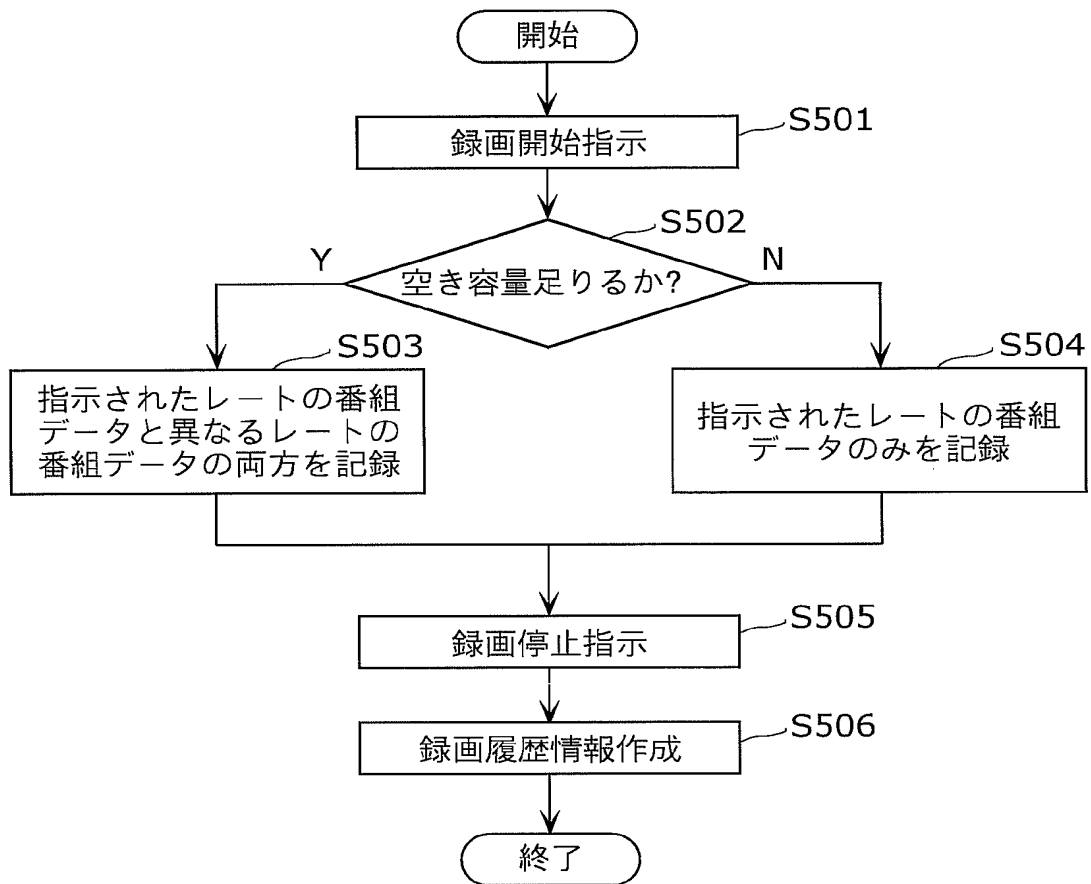 開始
録画開始指示
S501
S502
Y
空き容量足りるか?
N
S503
指示されたレートの番組
データと異なるレートの
番組データの両方を記録
S504
指示されたレートの番組
データのみを記録
録画停止指示
S505
録画履歴情報作成
S506
終了